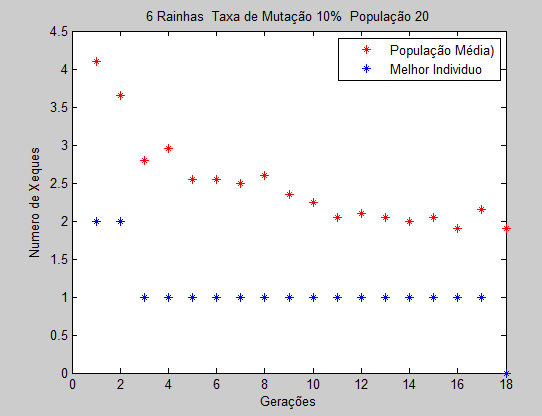 6 Rainhas  Taxa de Mutação 10%  População 20
4.5
4
3.5
3
2.5
2
1.5
1
0.5
0
Numero de Xeques
População Média)
Melhor Individuo
0 2 4 6 8 10 12 14 16 18
Gerações